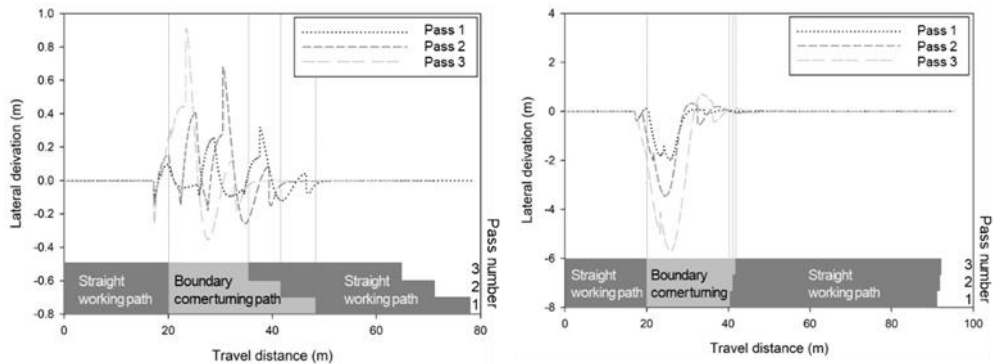 1.0
0.8
0.6
0.4
0.2
0.0
-0.2
-0.4
-0.6
-0.8
Lateral deivation (m)
Pass 1
Pass 2
Pass 3
Straight
working path
Boundary
cornerturning path
Straight
working path
3
2
1
Pass number
0 20 40 60 80
Travel distance (m)
4
2
0
-2
-4
-6
-8
Lateral deviation (m)
Pass 1
Pass 2
Pass 3
Straight
working path
Boundary
cornerturning
Straight
working path
3
2
1
Pass number
0 20 40 60 80 100
Travel distance (m)